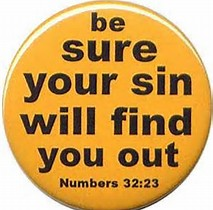 be
sure
your sin
will find
you out
Numbers 32:23